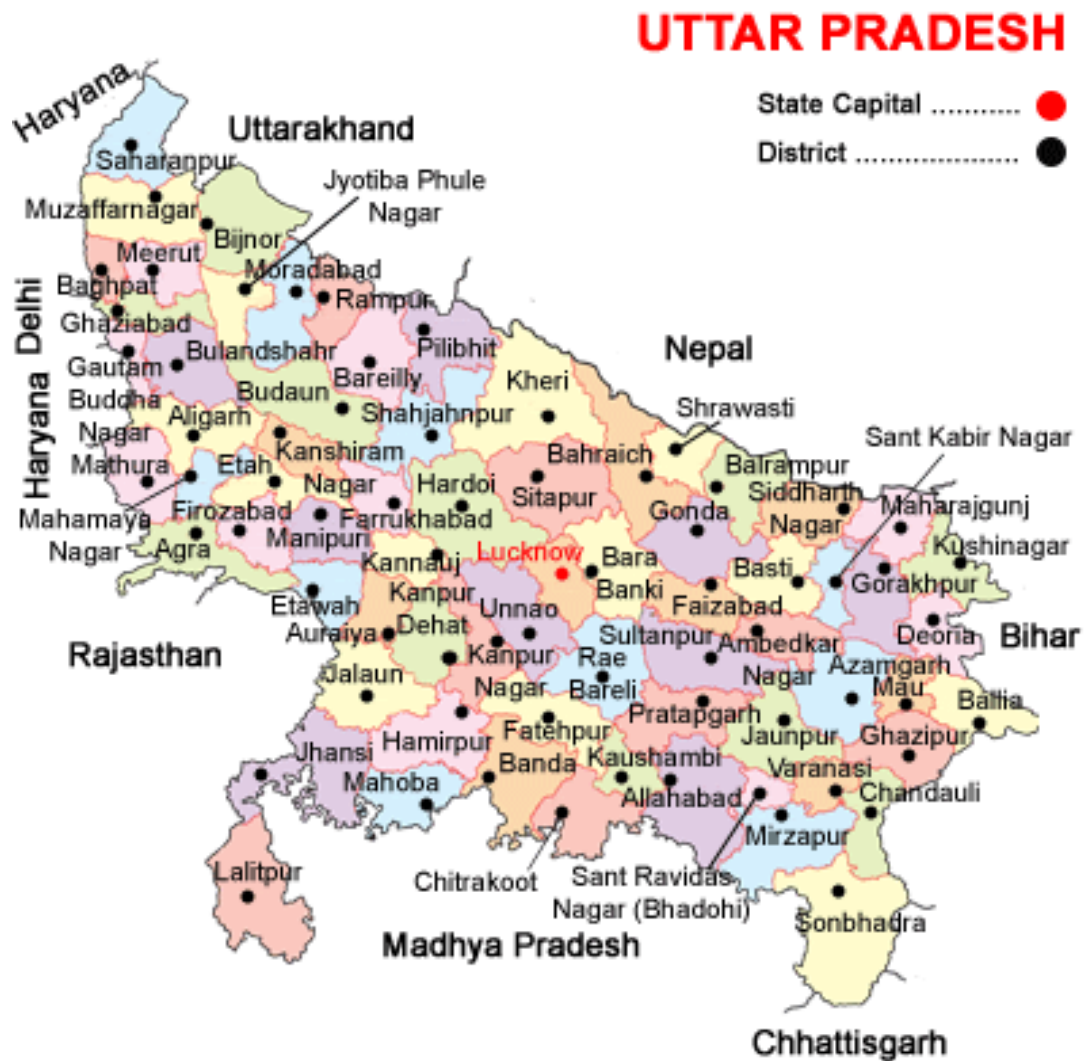 UTTAR PRADESH
State Capital ...........
District ....................
Haryana
Uttarakhand
Saharanpur
Jyotiba Phule
Nagar
Muzaffarnagar
Bijnor
Meerut
Moradabad
Baghpat
Rampur
Haryana Delhi
Ghaziabad
Nepal
Gautam
Buddha
Nagar
Bulandshahr
Pilibhit
Bareilly
Kheri
Budaun
Shrawasti
Aligarh
Shahjahnpur
Sant Kabir Nagar
Kanshiram
Nagar
Mathura
Etah
Bahraich
Balrampur
Hardoi
Sitapur
Siddharth
Nagar
Mahamaya
Nagar
Firozabad
Farrukhabad
Gonda
Maharajgunj
Manipuri
Agra
Kushinagar
Kannauj
Lucknow
Bara
Banki
Basti
Gorakhpur
Etawah
Kanpur
Dehat
Unnao
Faizabad
Auraiya
Sultanpur
Ambedkar
Nagar
Deoria
Bihar
Rajasthan
Kanpur
Nagar
Rae
Bareli
Azamgarh
Jalaun
Mau
Ballia
Pratapgarh
Fatehpur
Jaunpur
Ghazipur
Jhansi
Hamirpur
Kaushambi
Banda
Varanasi
Mahoba
Allahabad
Chandauli
Mirzapur
Lalitpur
Chitrakoot
Sant Ravidas
Nagar (Bhadohi)
Sonbhadra
Madhya Pradesh
Chhattisgarh